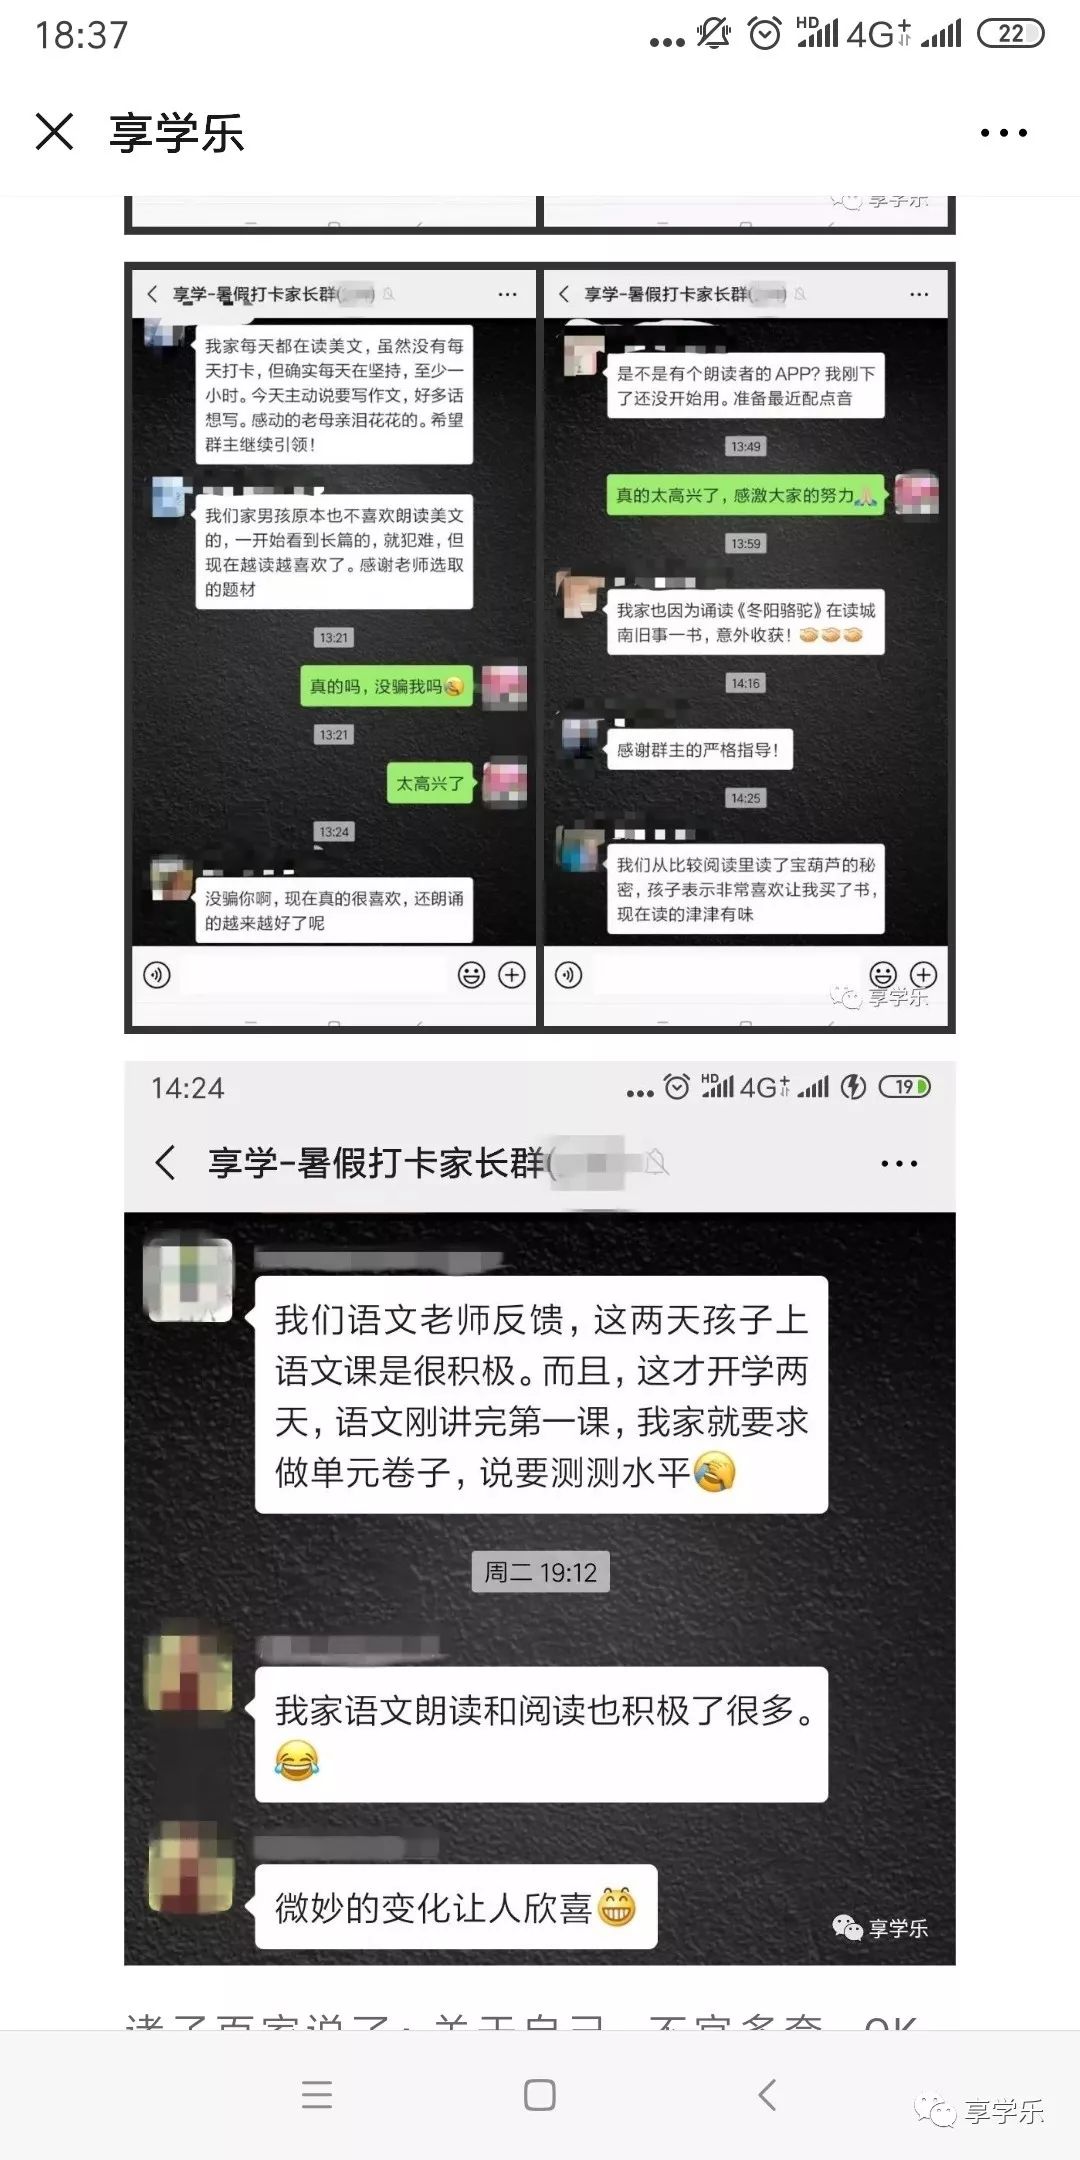 18:37
HD 4G+ 22
享学乐
享学乐
享学-暑假打卡家长群(
我家每天都在读美文，虽然没有每
天打卡，但确实每天在坚持，至少一
小时。今天主动说要写作文，好多话
想写。感动的老母亲泪花花的。希望
群主继续引领！
我们家男孩原本也不喜欢朗读美文
的，一开始看到长篇的，就犯难，但
现在越读越喜欢了。感谢老师选取
的题材
13:21
真的吗，没骗我吗
13:21
太高兴了
13:24
没骗你啊，现在真的很喜欢，还朗诵
的越来越好了呢
享学-暑假打卡家长群(
是不是有个朗读者的APP？我刚下
了还没开始用。准备最近配点音
13:49
真的太高兴了，感激大家的努力🙏
13:59
我家也因为诵读《冬阳骆驼》在读城
南旧事一书，意外收获！🤝🤝🤝
14:16
感谢群主的严格指导！
14:25
我们从比较阅读里读了宝葫芦的秘
密，孩子表示非常喜欢让我买了书，
现在读的津津有味
享学乐
14:24
HD 4G+ 19
享学-暑假打卡家长群(
我们语文老师反馈，这两天孩子上
语文课是很积极。而且，这才开学两
天，语文刚讲完第一课，我家就要求
做单元卷子，说要测测水平
周二 19:12
我家语文朗读和阅读也积极了很多。
😂
微妙的变化让人欣喜😁
享学乐
诸子百家说了：关于自己，不宜多夸，OK
享学乐